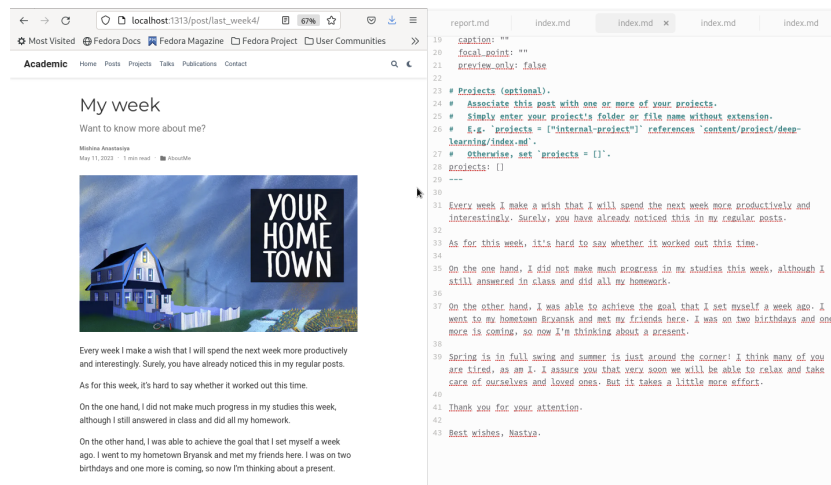 localhost:1313/post/last_week4/
67%
Most Visited
Fedora Docs
Fedora Magazine
Fedora Project
User Communities
Academic
Home
Posts
Projects
Talks
Publications
Contact
My week
Want to know more about me?
Mishina Anastasiya
May 11, 2023 · 1 min read · AboutMe
YOUR
HOME
TOWN
Every week I make a wish that I will spend the next week more productively
and interestingly. Surely, you have already noticed this in my regular posts.
As for this week, it's hard to say whether it worked out this time.
On the one hand, I did not make much progress in my studies this week,
although I still answered in class and did all my homework.
On the other hand, I was able to achieve the goal that I set myself a week
ago. I went to my hometown Bryansk and met my friends here. I was on two
birthdays and one more is coming, so now I'm thinking about a present.
report.md
index.md
index.md ×
index.md
index.md
19 caption: ""
20 focal_point: ""
21 preview_only: false
22
23 # Projects (optional).
24 # Associate this post with one or more of your projects.
25 # Simply enter your project's folder or file name without extension.
26 # E.g. `projects = ["internal-project"]` references `content/project/deep-
learning/index.md`.
27 # Otherwise, set `projects = []`.
28 projects: []
29 ---
30
31 Every week I make a wish that I will spend the next week more productively and
interestingly. Surely, you have already noticed this in my regular posts.
32
33 As for this week, it's hard to say whether it worked out this time.
34
35 On the one hand, I did not make much progress in my studies this week, although I
still answered in class and did all my homework.
36
37 On the other hand, I was able to achieve the goal that I set myself a week ago. I
went to my hometown Bryansk and met my friends here. I was on two birthdays and one
more is coming, so now I'm thinking about a present.
38
39 Spring is in full swing and summer is just around the corner! I think many of you
are tired, as am I. I assure you that very soon we will be able to relax and take
care of ourselves and loved ones. But it takes a little more effort.
40
41 Thank you for your attention.
42
43 Best wishes, Nastya.